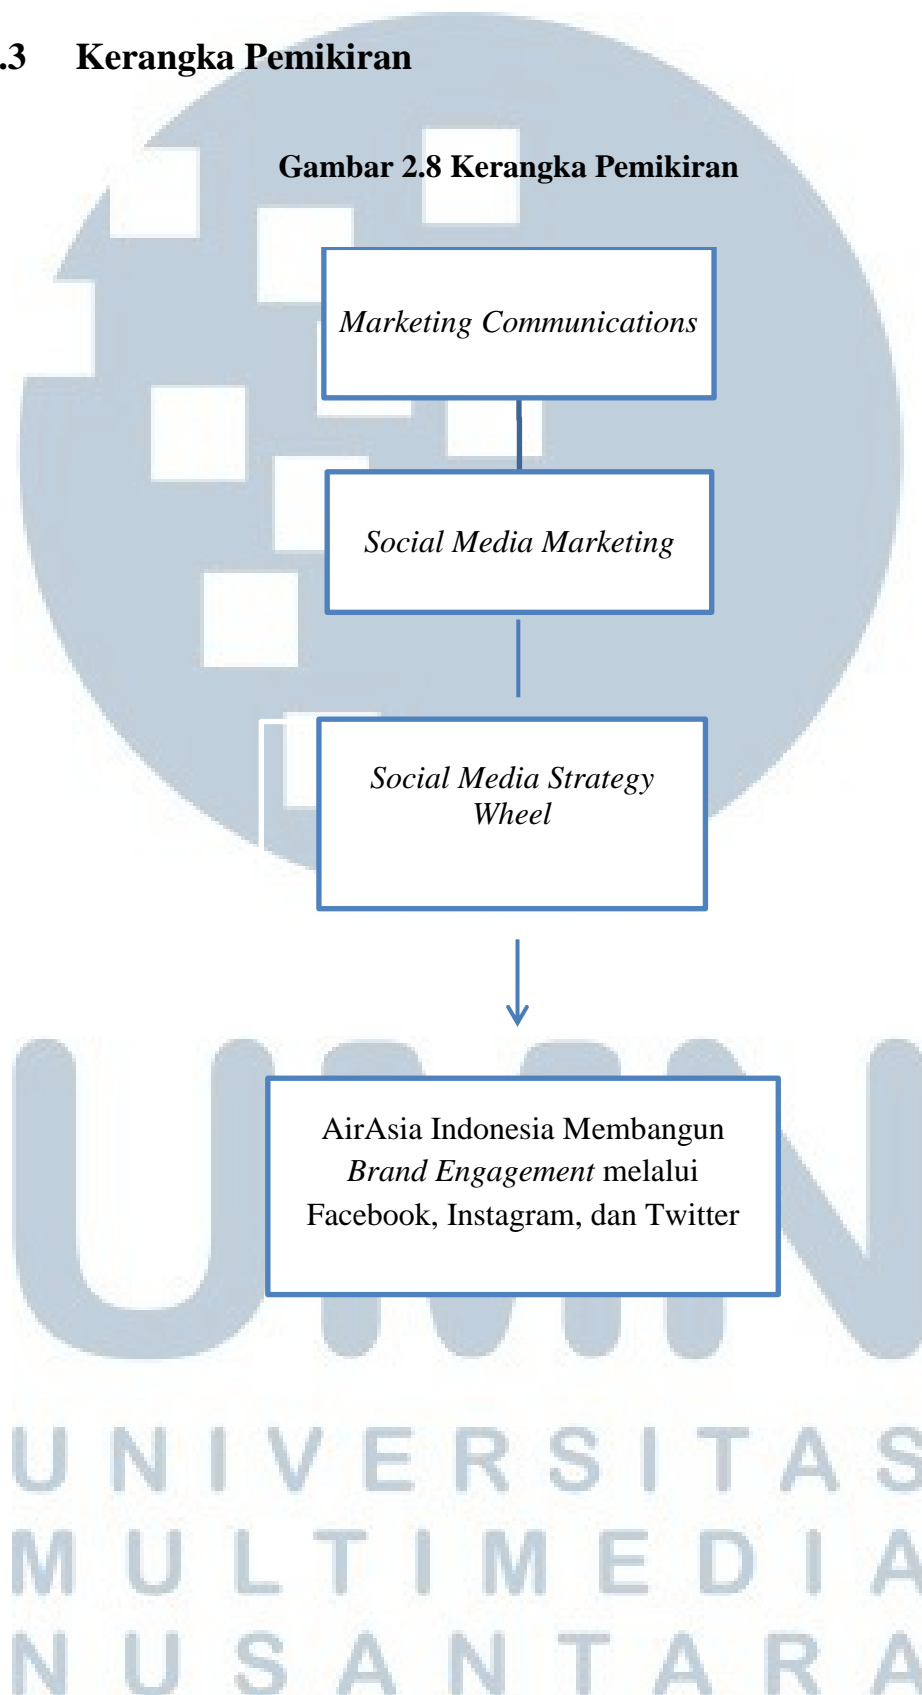 .3 Kerangka Pemikiran
Gambar 2.8 Kerangka Pemikiran
Marketing Communications
Social Media Marketing
Social Media Strategy
Wheel
AirAsia Indonesia Membangun
Brand Engagement melalui
Facebook, Instagram, dan Twitter
UMN
UNIVERSITAS
MULTIMEDIA
NUSANTARA